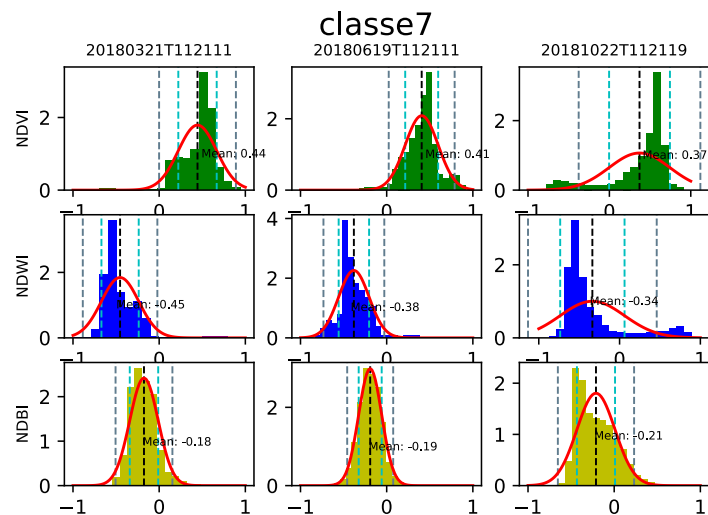 classe7
20180321T112111 20180619T112111 20181022T112119
NDVI
2
0
Mean: 0.44
−1 0 1
2
0
Mean: 0.41
−1 0 1
2
0
Mean: 0.37
−1 0 1
NDWI
2
0
Mean: -0.45
−1 0 1
4
2
0
Mean: -0.38
−1 0 1
2
0
Mean: -0.34
−1 0 1
NDBI
2
1
0
Mean: -0.18
−1 0 1
2
0
Mean: -0.19
−1 0 1
2
1
0
Mean: -0.21
−1 0 1